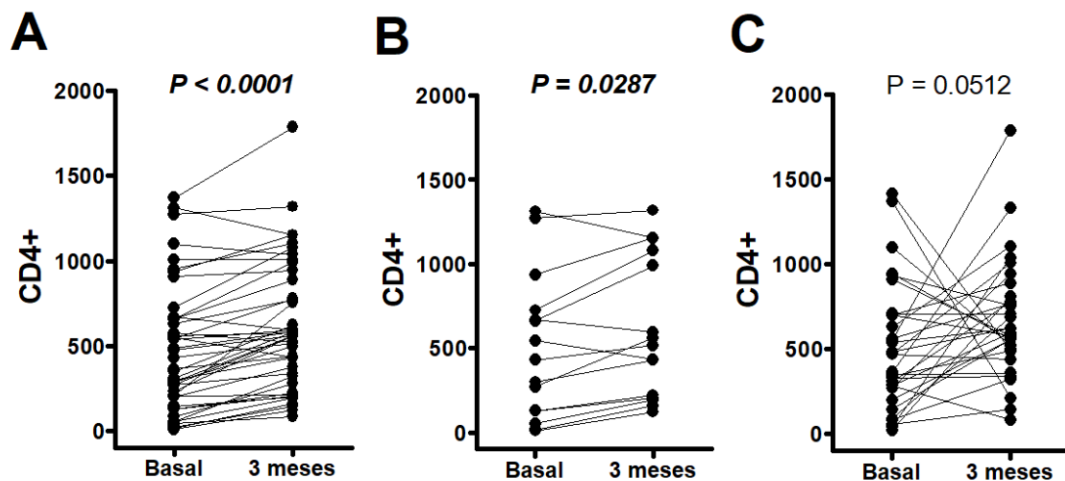 A
P < 0.0001
2000
1500
1000
500
0
CD4+
Basal
3 meses
B
P = 0.0287
2000
1500
1000
500
0
CD4+
Basal
3 meses
C
P = 0.0512
2000
1500
1000
500
0
CD4+
Basal
3 meses